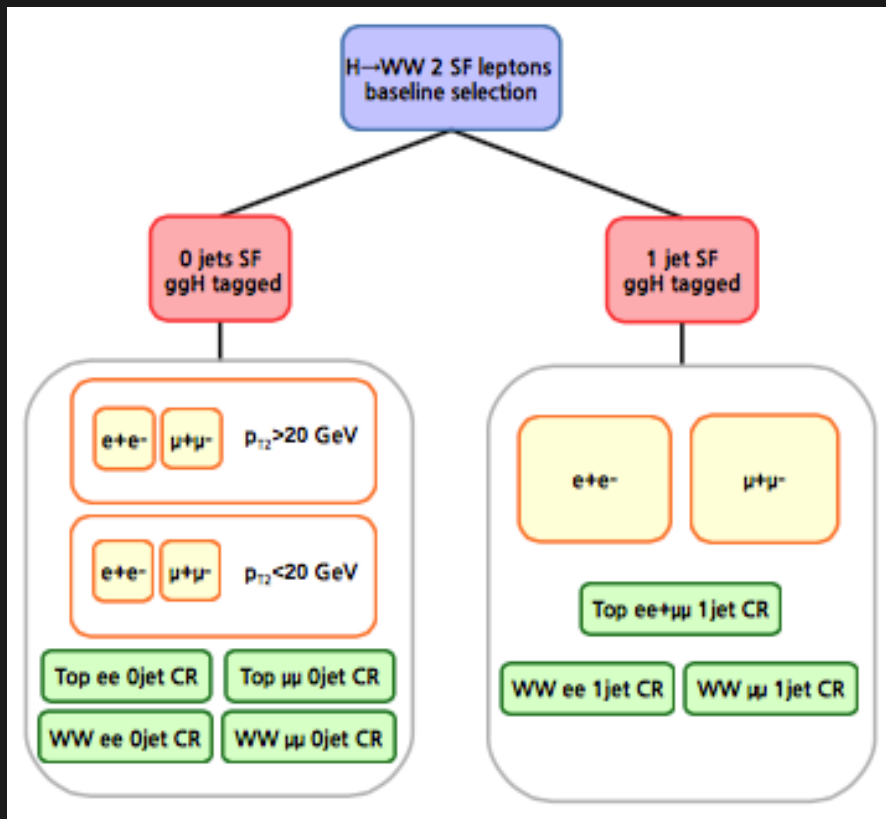 H→WW 2 SF leptons
baseline selection
0 jets SF
ggH tagged
1 jet SF
ggH tagged
e+e- μ+μ- pT2>20 GeV
e+e- μ+μ- pT2<20 GeV
Top ee 0jet CR
Top μμ 0jet CR
WW ee 0jet CR
WW μμ 0jet CR
e+e-
μ+μ-
Top ee+μμ 1jet CR
WW ee 1jet CR
WW μμ 1jet CR